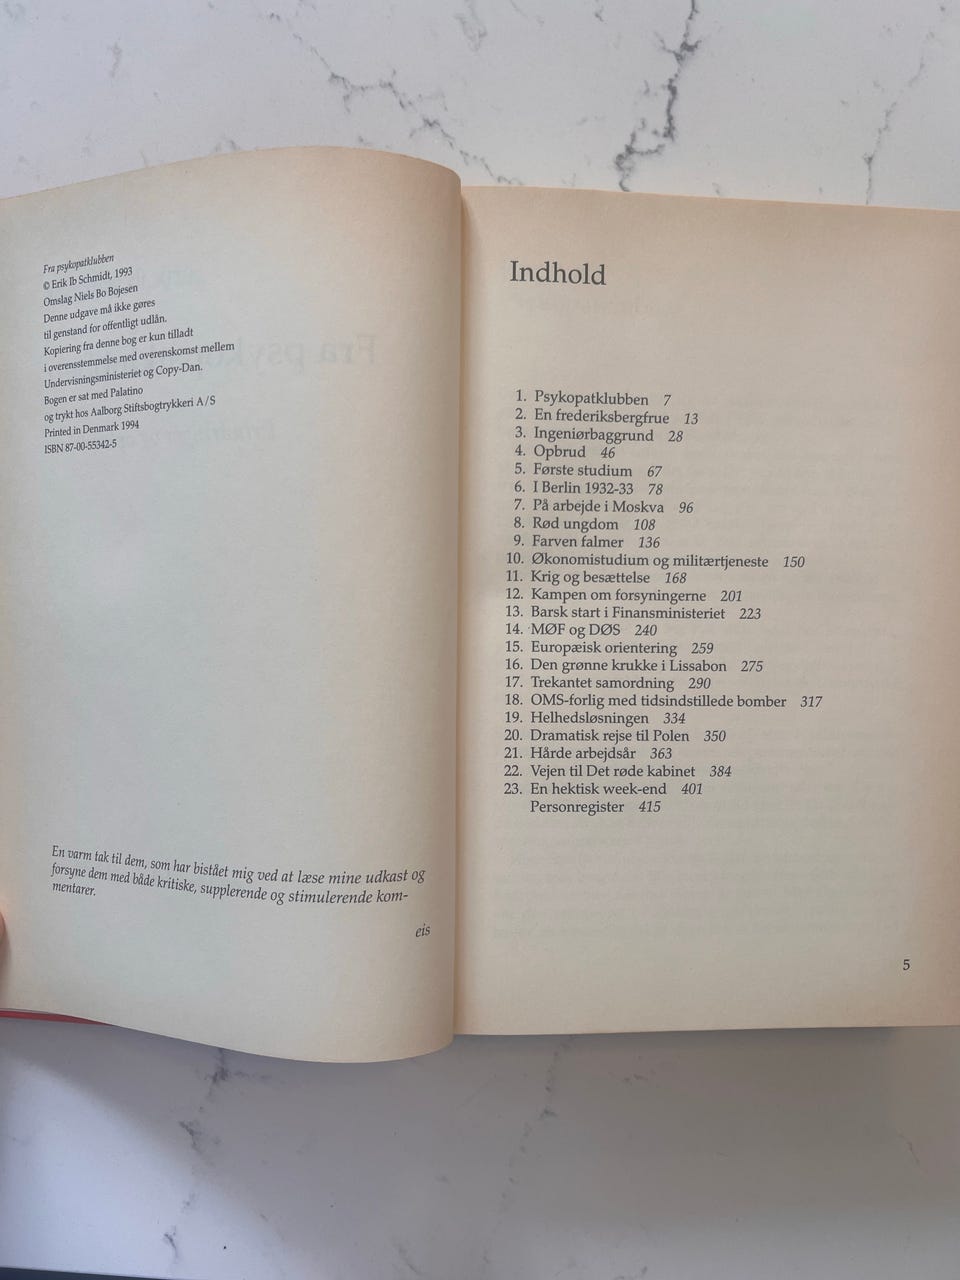 Fra psykopatklubben
© Erik Ib Schmidt, 1993
Omslag Niels Bo Bojesen
Denne udgave må ikke gøres
til genstand for offentligt udlån.
Kopiering fra denne bog er kun tilladt
i overensstemmelse med overenskomst mellem
Undervisningsministeriet og Copy-Dan.
Bogen er sat med Palatino
og trykt hos Aalborg Stiftsbogtrykkeri A/S
Printed in Denmark 1994
ISBN 87-00-55342-5
En varm tak til dem, som har bistået mig ved at læse mine udkast og
forsyne dem med både kritiske, supplerende og stimulerende kom-
mentarer.
eis
Indhold
1. Psykopatklubben 7
2. En frederiksbergfrue 13
3. Ingeniørbaggrund 28
4. Opbrud 46
5. Første studium 67
6. I Berlin 1932-33 78
7. På arbejde i Moskva 96
8. Rød ungdom 108
9. Farven falmer 136
10. Økonomistudium og militærtjeneste 150
11. Krig og besættelse 168
12. Kampen om forsyningerne 201
13. Barsk start i Finansministeriet 223
14. MØF og DØS 240
15. Europæisk orientering 259
16. Den grønne krukke i Lissabon 275
17. Trekantet samordning 290
18. OMS-forlig med tidsindstillede bomber 317
19. Helhedsløsningen 334
20. Dramatisk rejse til Polen 350
21. Hårde arbejdsår 363
22. Vejen til Det røde kabinet 384
23. En hektisk week-end 401
Personregister 415
5